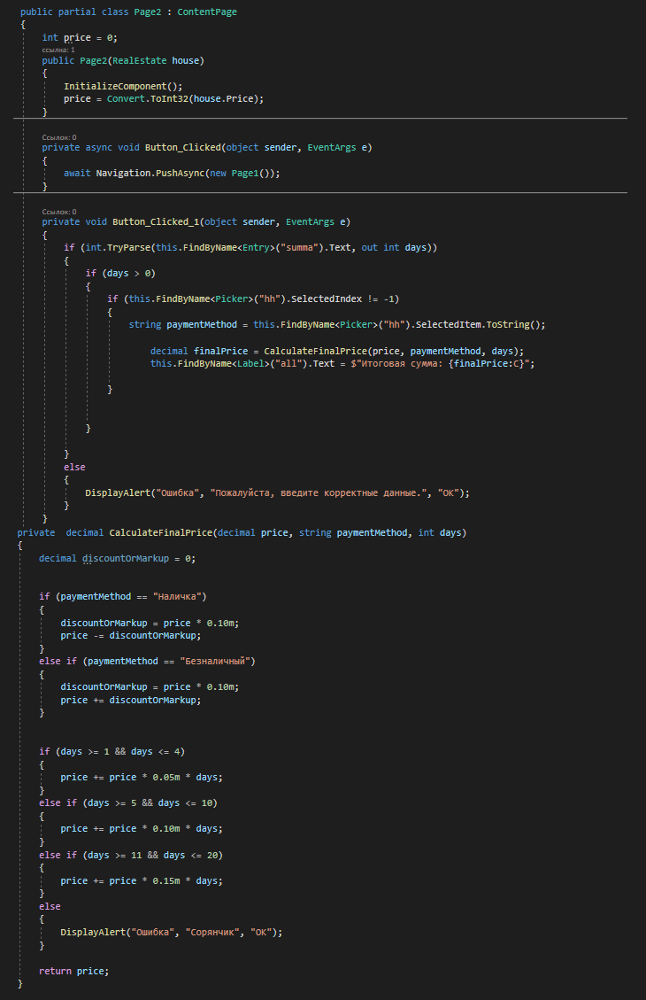 public partial class Page2 : ContentPage
{
int price = 0;
ссылка: 1
public Page2(RealEstate house)
{
InitializeComponent();
price = Convert.ToInt32(house.Price);
}
Ссылок: 0
private async void Button_Clicked(object sender, EventArgs e)
{
await Navigation.PushAsync(new Page1());
}
Ссылок: 0
private void Button_Clicked_1(object sender, EventArgs e)
{
if (int.TryParse(this.FindByName<Entry>("summa").Text, out int days))
{
if (days > 0)
{
if (this.FindByName<Picker>("hh").SelectedIndex != -1)
{
string paymentMethod = this.FindByName<Picker>("hh").SelectedItem.ToString();
decimal finalPrice = CalculateFinalPrice(price, paymentMethod, days);
this.FindByName<Label>("all").Text = $"Итоговая сумма: {finalPrice:C}";
}
}
}
else
{
DisplayAlert("Ошибка", "Пожалуйста, введите корректные данные.", "OK");
}
}
private  decimal CalculateFinalPrice(decimal price, string paymentMethod, int days)
{
decimal discountOrMarkup = 0;
if (paymentMethod == "Наличка")
{
discountOrMarkup = price * 0.10m;
price -= discountOrMarkup;
}
else if (paymentMethod == "Безналичный")
{
discountOrMarkup = price * 0.10m;
price += discountOrMarkup;
}
if (days >= 1 && days <= 4)
{
price += price * 0.05m * days;
}
else if (days >= 5 && days <= 10)
{
price += price * 0.10m * days;
}
else if (days >= 11 && days <= 20)
{
price += price * 0.15m * days;
}
else
{
DisplayAlert("Ошибка", "Сорянчик", "OK");
}
return price;
}